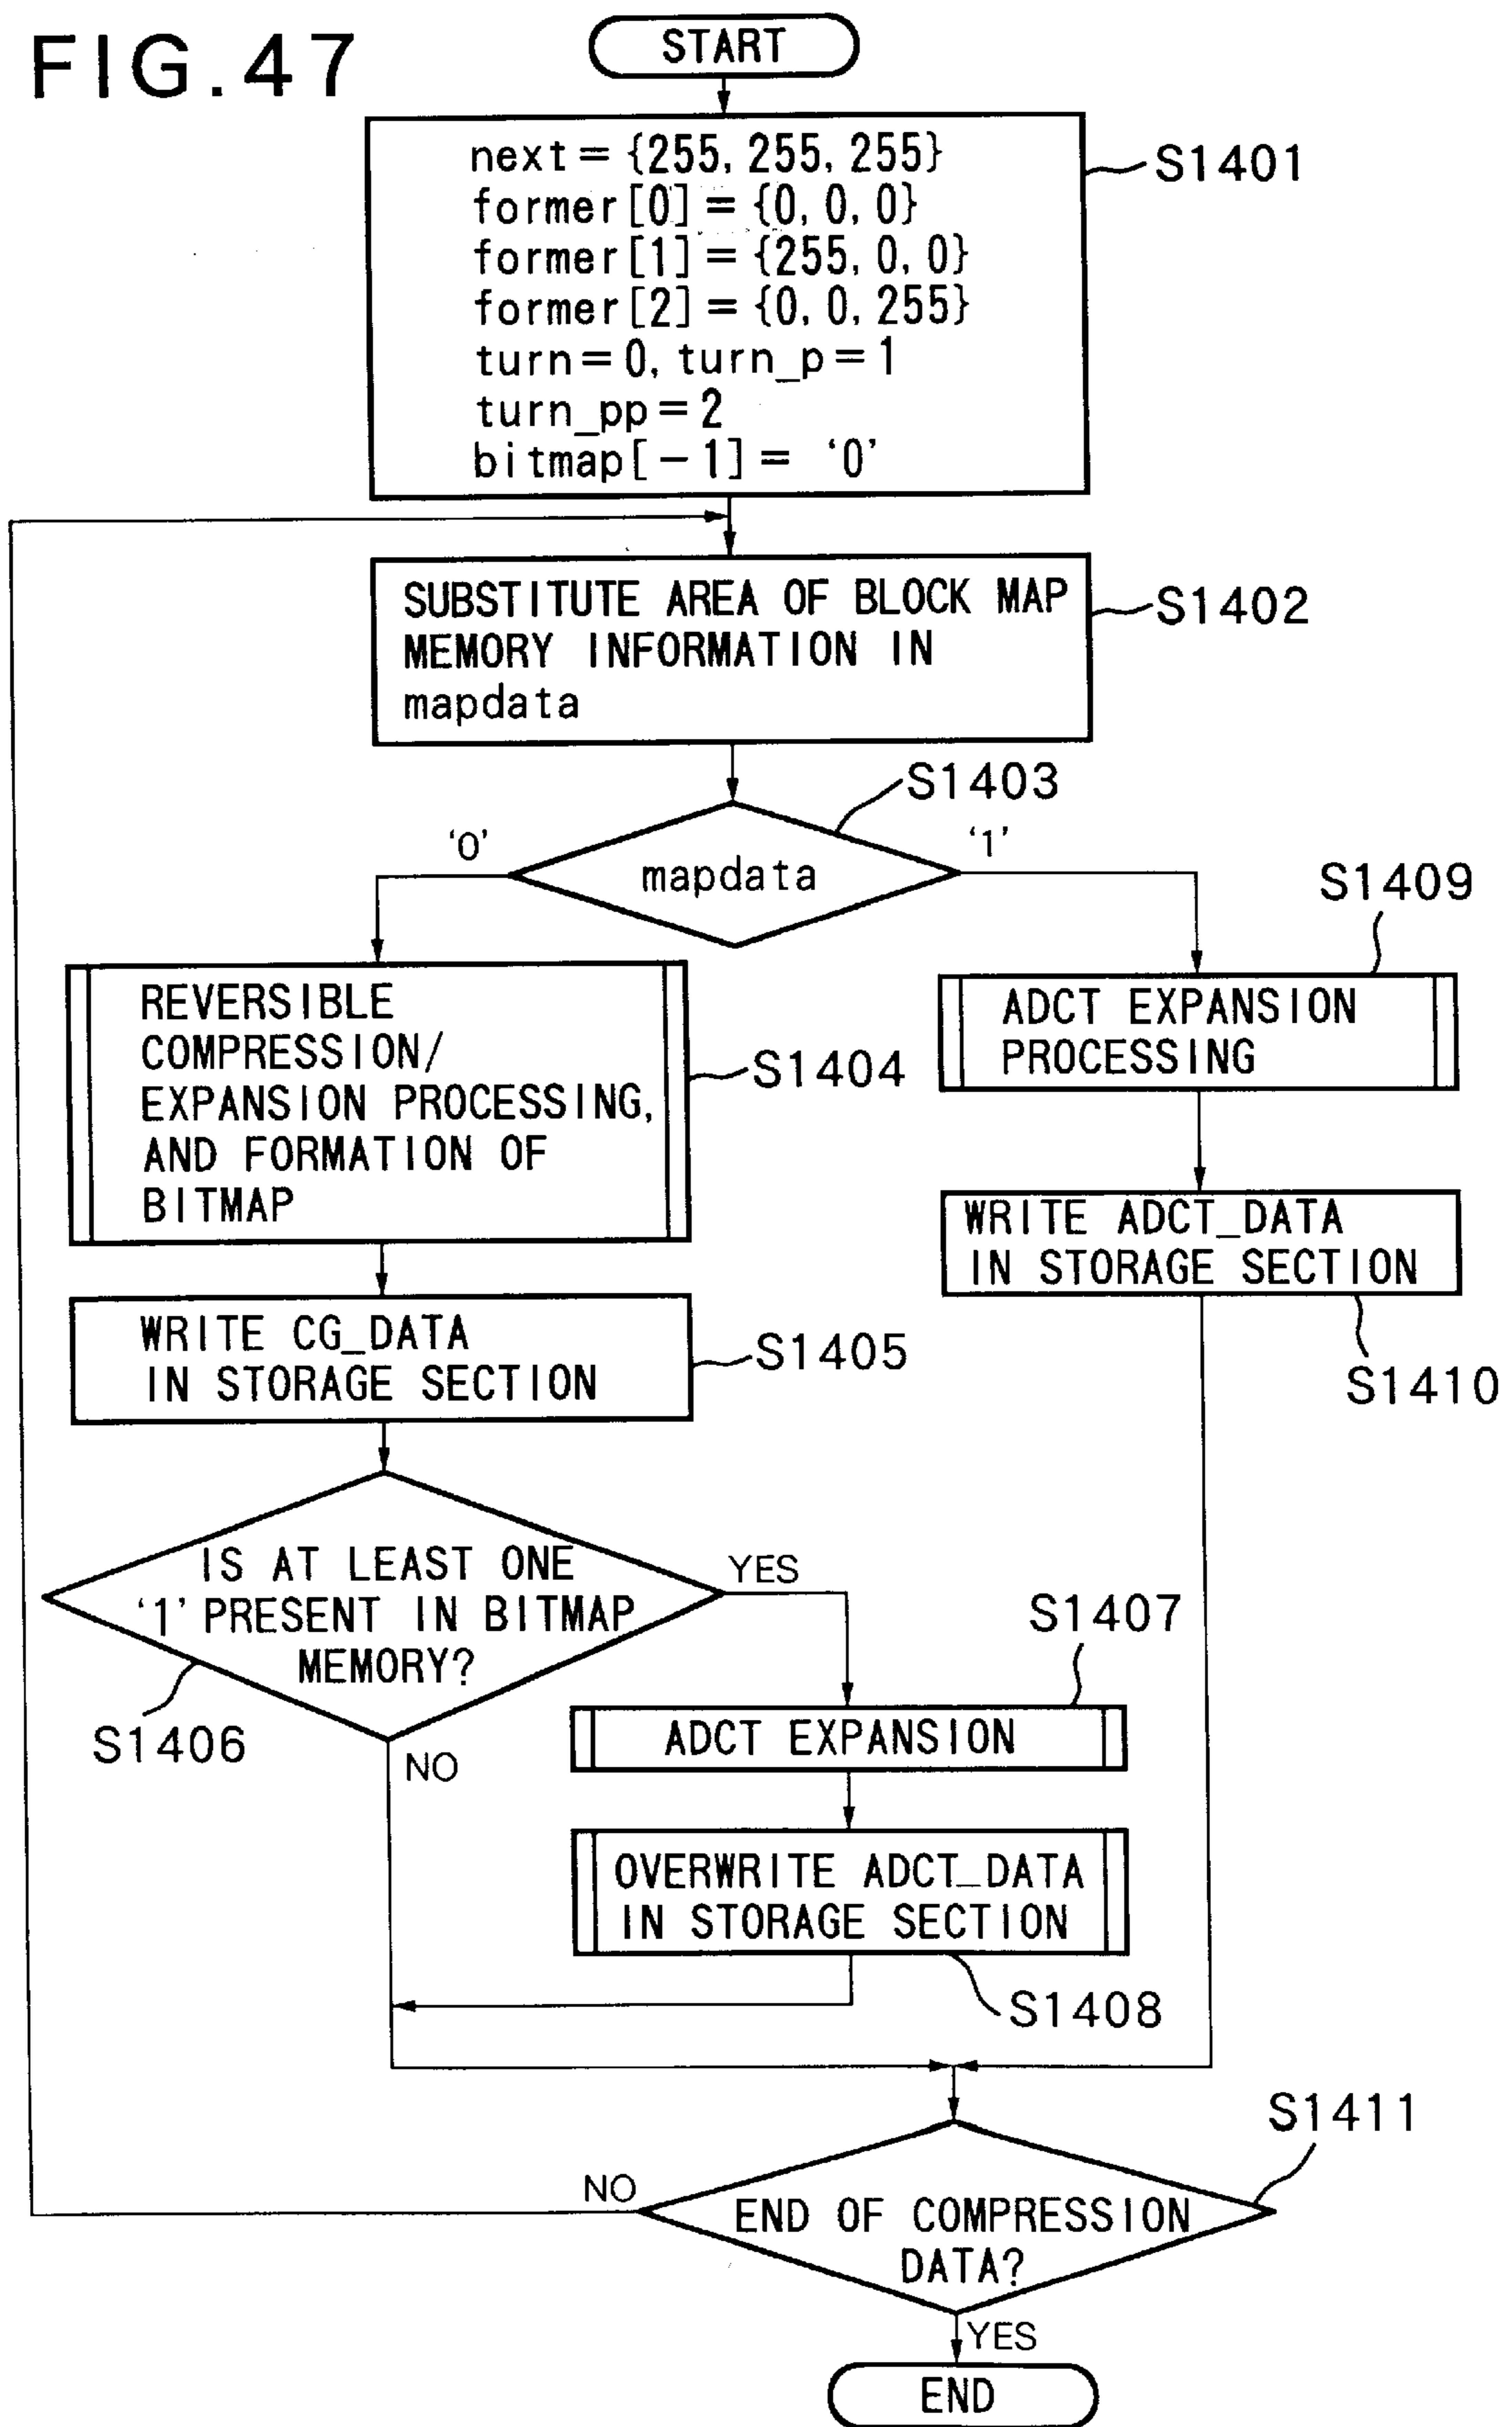 FIG.47
START
next = {255, 255, 255}
former[0] = {0, 0, 0}
former[1] = {255, 0, 0}
former[2] = {0, 0, 255}
turn=0, turn_p=1
turn_pp=2
bitmap[-1]= ‘0’
S1401
SUBSTITUTE AREA OF BLOCK MAP
MEMORY INFORMATION IN
mapdata
S1402
S1403
‘0’
mapdata
‘1’
S1409
REVERSIBLE
COMPRESSION/
EXPANSION PROCESSING,
AND FORMATION OF
BITMAP
S1404
ADCT EXPANSION
PROCESSING
WRITE ADCT_DATA
IN STORAGE SECTION
S1410
WRITE CG_DATA
IN STORAGE SECTION
S1405
IS AT LEAST ONE
‘1’ PRESENT IN BITMAP
MEMORY?
YES
S1406
NO
S1407
ADCT EXPANSION
OVERWRITE ADCT_DATA
IN STORAGE SECTION
S1408
S1411
NO
END OF COMPRESSION
DATA?
YES
END